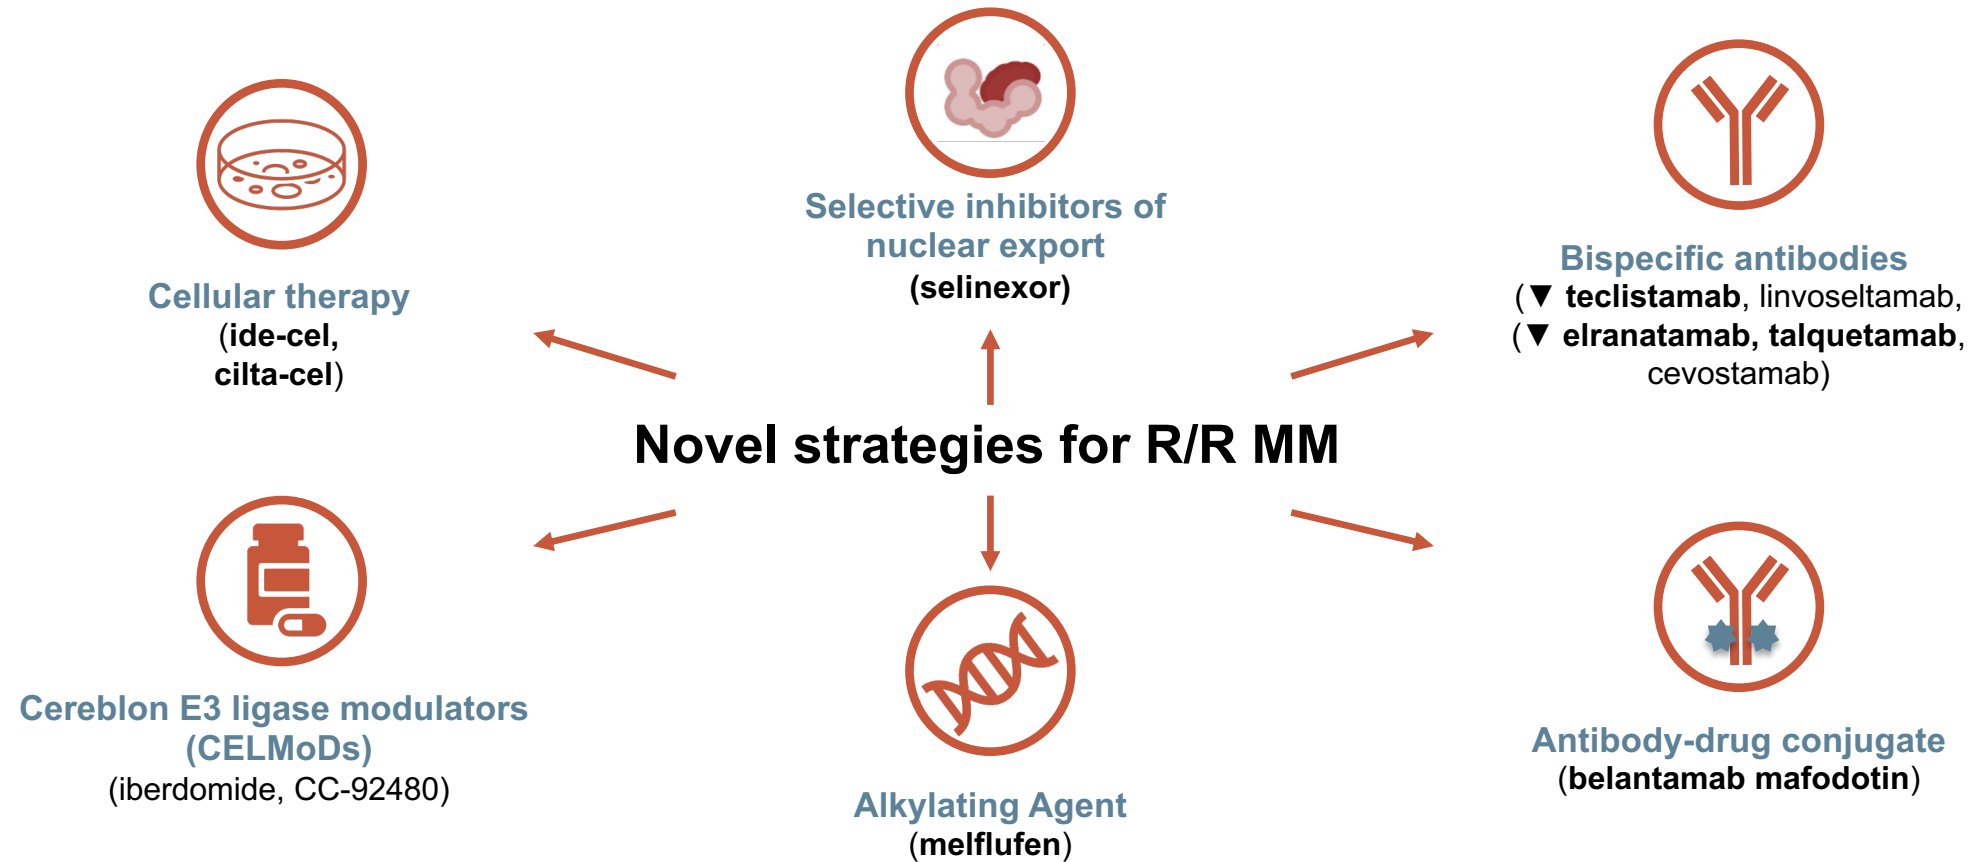 Selective inhibitors of
nuclear export
(selinexor)
Cellular therapy
(ide-cel,
cilta-cel)
Bispecific antibodies
(▼ teclistamab, linvoseltamab,
(▼ elranatamab, talquetamab,
cevostamab)
Novel strategies for R/R MM
Cereblon E3 ligase modulators
(CELMoDs)
(iberdomide, CC-92480)
Alkylating Agent
(melflufen)
Antibody-drug conjugate
(belantamab mafodotin)